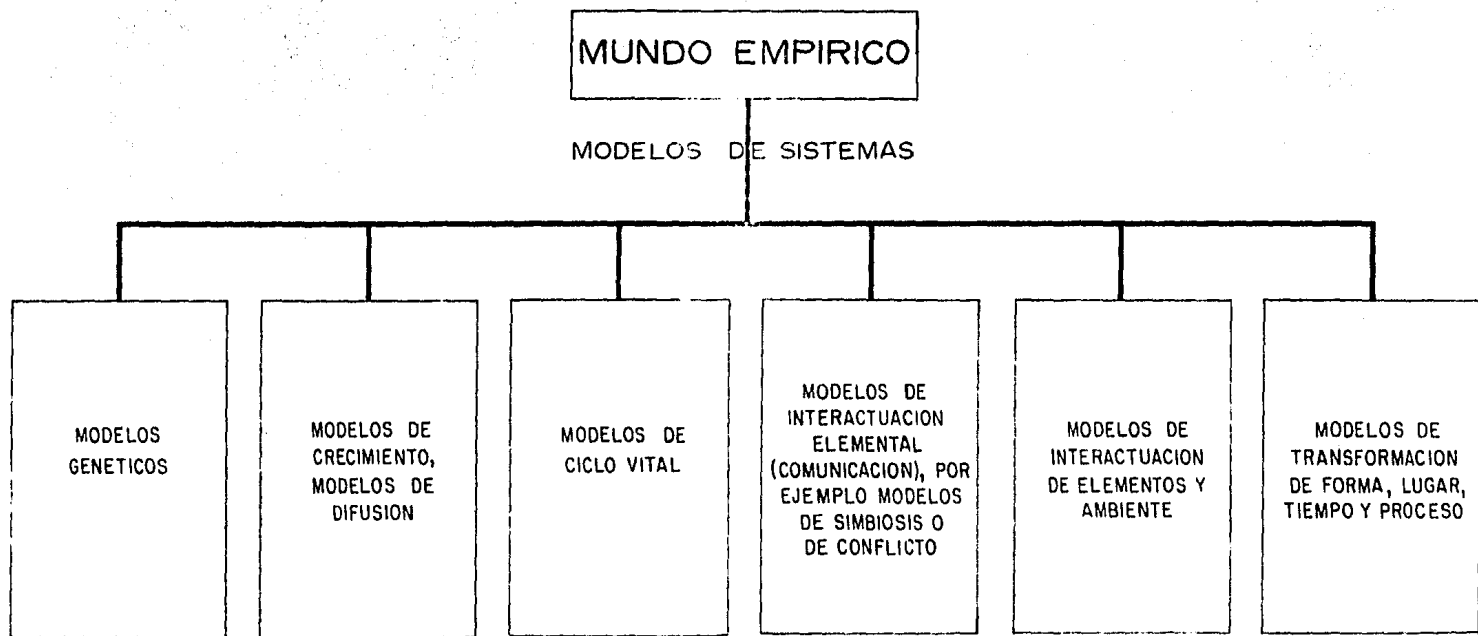 MUNDO EMPIRICO
MODELOS DE SISTEMAS
MODELOS
GENETICOS
MODELOS DE
CRECIMIENTO,
MODELOS DE
DIFUSION
MODELOS DE
CICLO VITAL
MODELOS DE
INTERACTUACION
ELEMENTAL
(COMUNICACION), POR
EJEMPLO MODELOS
DE SIMBIOSIS O
DE CONFLICTO
MODELOS DE
INTERACTUACION
DE ELEMENTOS Y
AMBIENTE
MODELOS DE
TRANSFORMACION
DE FORMA, LUGAR,
TIEMPO Y PROCESO